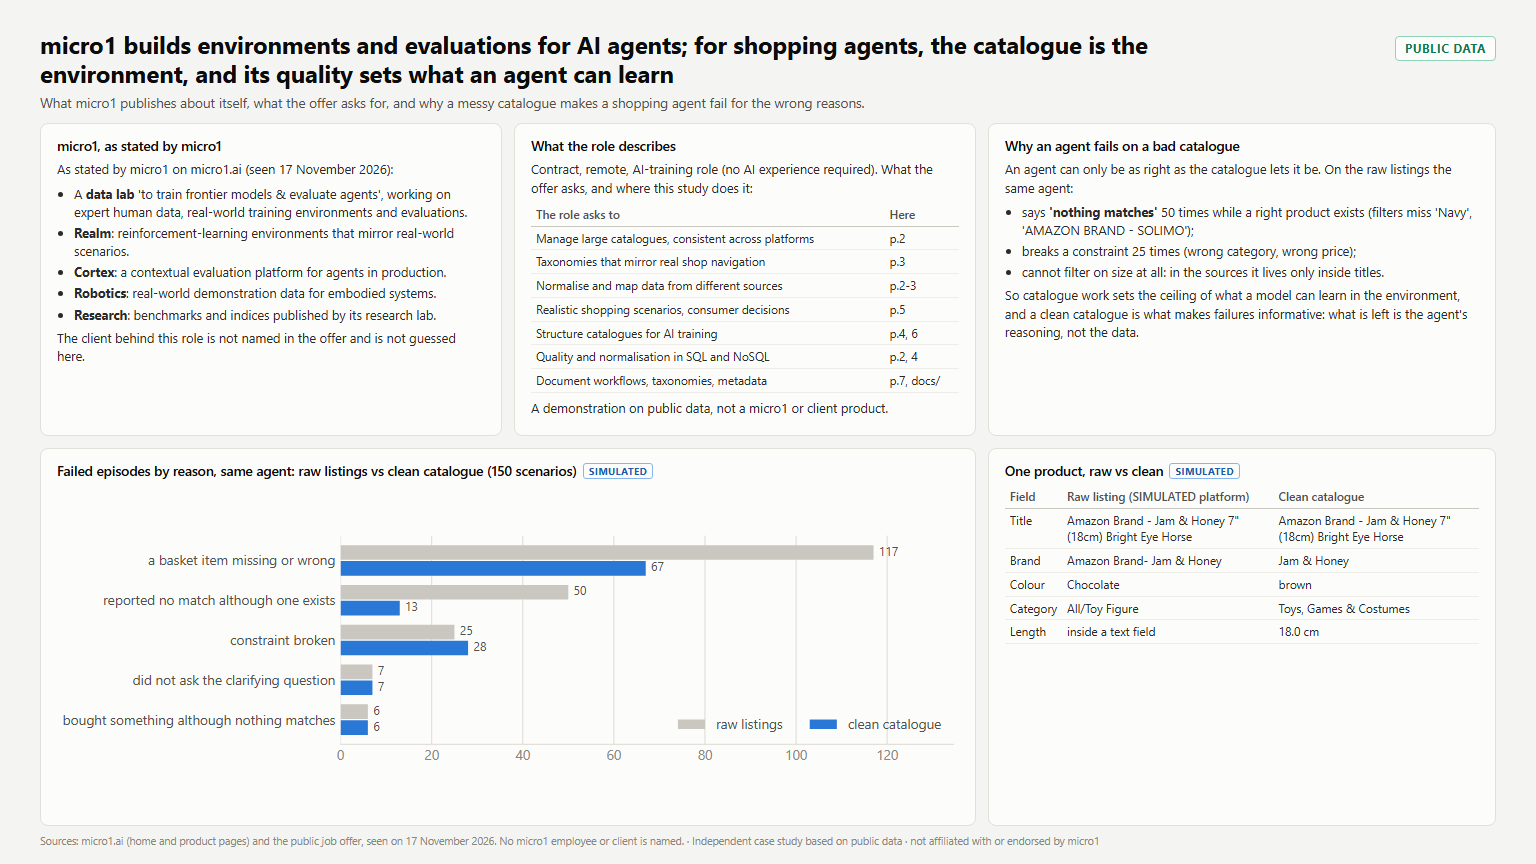 micro1 builds environments and evaluations for AI agents; for shopping agents, the catalogue is the
environment, and its quality sets what an agent can learn
PUBLIC DATA
What micro1 publishes about itself, what the offer asks for, and why a messy catalogue makes a shopping agent fail for the wrong reasons.
micro1, as stated by micro1
As stated by micro1 on micro1.ai (seen 17 November 2026):
• A data lab 'to train frontier models & evaluate agents', working on
expert human data, real-world training environments and evaluations.
• Realm: reinforcement-learning environments that mirror real-world
scenarios.
• Cortex: a contextual evaluation platform for agents in production.
• Robotics: real-world demonstration data for embodied systems.
• Research: benchmarks and indices published by its research lab.
The client behind this role is not named in the offer and is not guessed
here.
What the role describes
Contract, remote, AI-training role (no AI experience required). What the
offer asks, and where this study does it:
The role asks to Here
Manage large catalogues, consistent across platforms p.2
Taxonomies that mirror real shop navigation p.3
Normalise and map data from different sources p.2-3
Realistic shopping scenarios, consumer decisions p.5
Structure catalogues for AI training p.4, 6
Quality and normalisation in SQL and NoSQL p.2, 4
Document workflows, taxonomies, metadata p.7, docs/
A demonstration on public data, not a micro1 or client product.
Why an agent fails on a bad catalogue
An agent can only be as right as the catalogue lets it be. On the raw listings the
same agent:
• says 'nothing matches' 50 times while a right product exists (filters miss 'Navy',
'AMAZON BRAND - SOLIMO');
• breaks a constraint 25 times (wrong category, wrong price);
• cannot filter on size at all: in the sources it lives only inside titles.
So catalogue work sets the ceiling of what a model can learn in the environment,
and a clean catalogue is what makes failures informative: what is left is the agent's
reasoning, not the data.
Failed episodes by reason, same agent: raw listings vs clean catalogue (150 scenarios) SIMULATED
a basket item missing or wrong 117
67
reported no match although one exists 50
13
constraint broken 25
28
did not ask the clarifying question 7
7
bought something although nothing matches 6
6
raw listings clean catalogue
0 20 40 60 80 100 120
One product, raw vs clean SIMULATED
Field Raw listing (SIMULATED platform) Clean catalogue
Title Amazon Brand - Jam & Honey 7" Amazon Brand - Jam & Honey 7"
(18cm) Bright Eye Horse (18cm) Bright Eye Horse
Brand Amazon Brand- Jam & Honey Jam & Honey
Colour Chocolate brown
Category All/Toy Figure Toys, Games & Costumes
Length inside a text field 18.0 cm
Sources: micro1.ai (home and product pages) and the public job offer, seen on 17 November 2026. No micro1 employee or client is named. · Independent case study based on public data · not affiliated with or endorsed by micro1